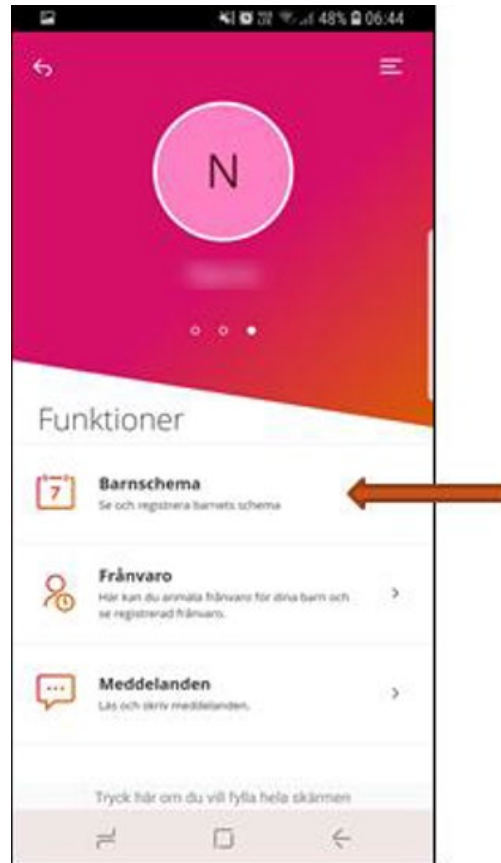 48% 06:44
N
Funktioner
7
Barnschema
Se och registrera barnets schema
Frånvaro
Här kan du anmäla frånvaro för dina barn och
se registrerad frånvaro.
Meddelanden
Läs och skriv meddelanden.
Tryck här om du vill fylla hela skärmen